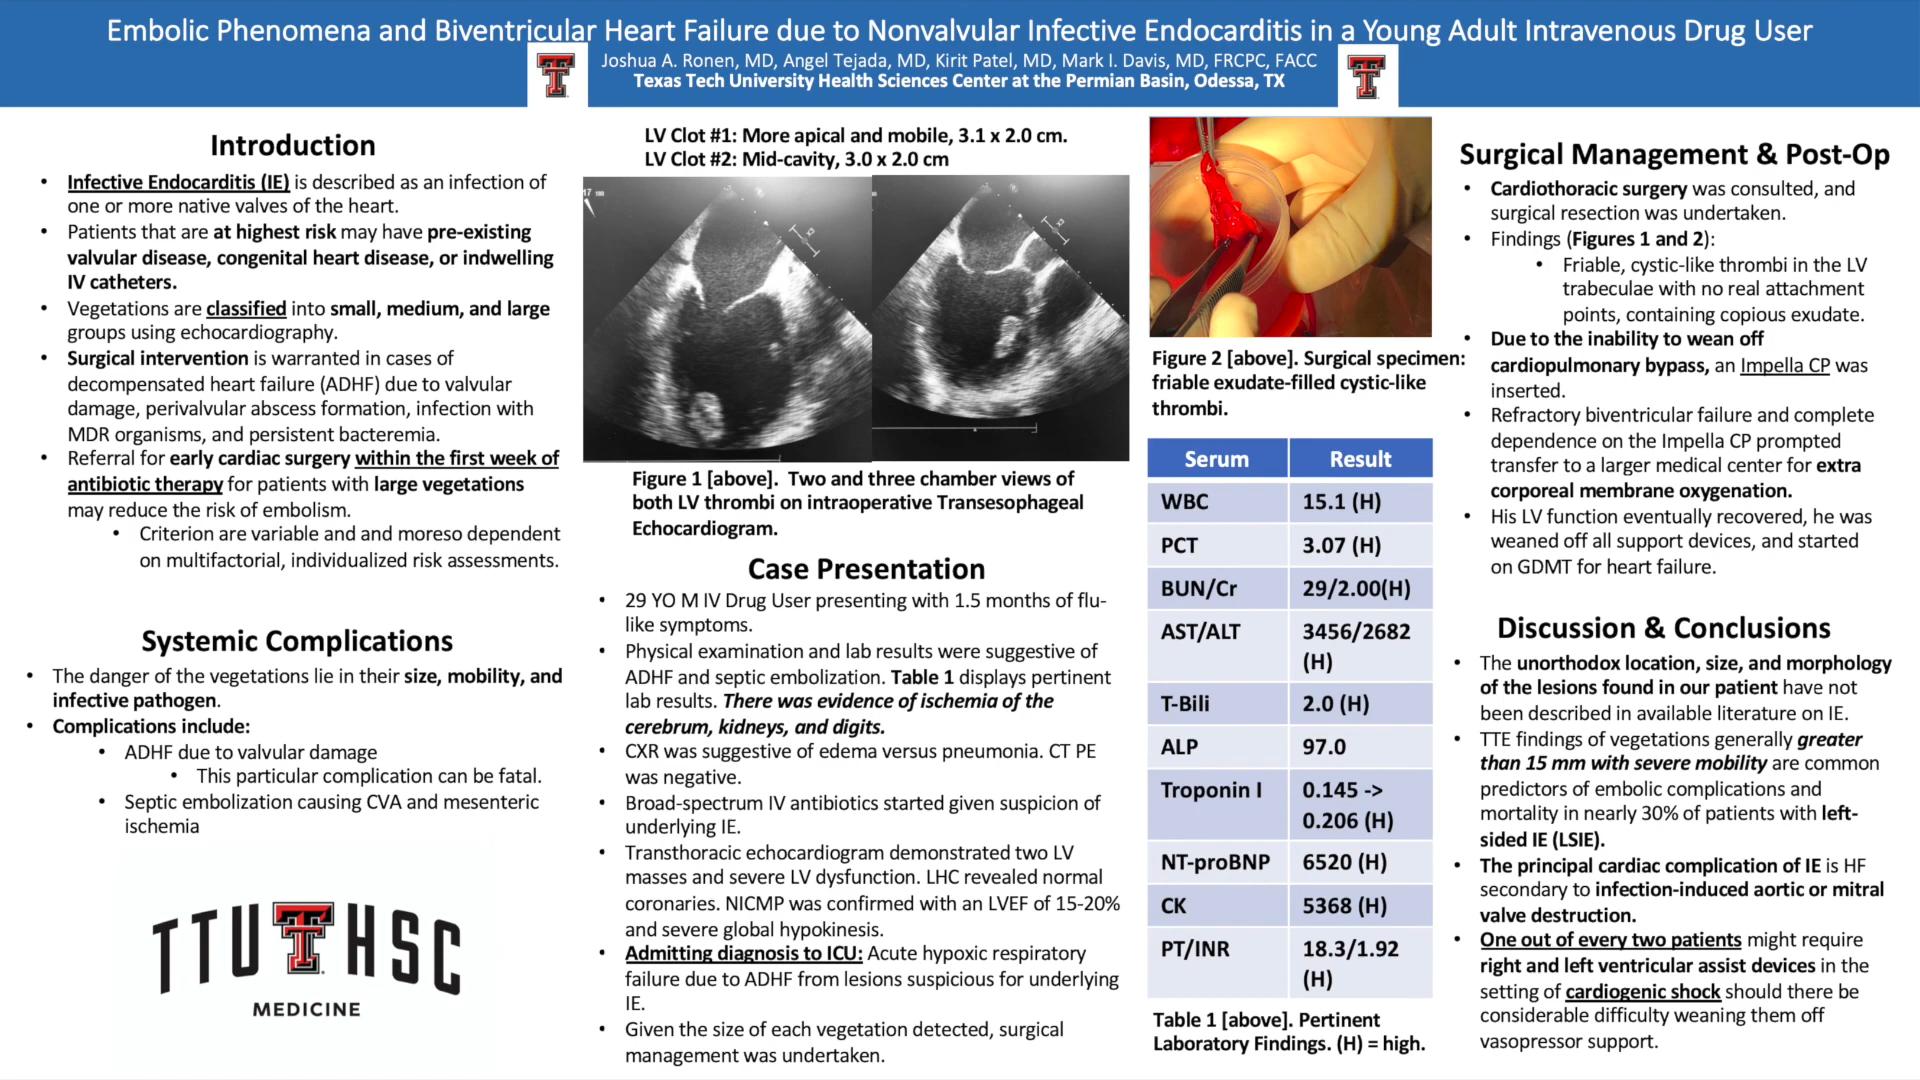 Embolic Phenomena and Biventricular Heart Failure due to Nonvalvular Infective Endocarditis in a Young Adult Intravenous Drug User
Joshua A. Ronen, MD, Angel Tejada, MD, Kirit Patel, MD, Mark I. Davis, MD, FRCPC, FACC
Texas Tech University Health Sciences Center at the Permian Basin, Odessa, TX
Introduction
• Infective Endocarditis (IE) is described as an infection of
one or more native valves of the heart.
• Patients that are at highest risk may have pre-existing
valvular disease, congenital heart disease, or indwelling
IV catheters.
• Vegetations are classified into small, medium, and large
groups using echocardiography.
• Surgical intervention is warranted in cases of
decompensated heart failure (ADHF) due to valvular
damage, perivalvular abscess formation, infection with
MDR organisms, and persistent bacteremia.
• Referral for early cardiac surgery within the first week of
antibiotic therapy for patients with large vegetations
may reduce the risk of embolism.
• Criterion are variable and and moreso dependent
on multifactorial, individualized risk assessments.
Systemic Complications
• The danger of the vegetations lie in their size, mobility, and
infective pathogen.
• Complications include:
• ADHF due to valvular damage
• This particular complication can be fatal.
• Septic embolization causing CVA and mesenteric
ischemia
TTU HSC
MEDICINE
LV Clot #1: More apical and mobile, 3.1 x 2.0 cm.
LV Clot #2: Mid-cavity, 3.0 x 2.0 cm
Figure 1 [above]. Two and three chamber views of
both LV thrombi on intraoperative Transesophageal
Echocardiogram.
Case Presentation
• 29 YO M IV Drug User presenting with 1.5 months of flu-
like symptoms.
• Physical examination and lab results were suggestive of
ADHF and septic embolization. Table 1 displays pertinent
lab results. There was evidence of ischemia of the
cerebrum, kidneys, and digits.
• CXR was suggestive of edema versus pneumonia. CT PE
was negative.
• Broad-spectrum IV antibiotics started given suspicion of
underlying IE.
• Transthoracic echocardiogram demonstrated two LV
masses and severe LV dysfunction. LHC revealed normal
coronaries. NICMP was confirmed with an LVEF of 15-20%
and severe global hypokinesis.
• Admitting diagnosis to ICU: Acute hypoxic respiratory
failure due to ADHF from lesions suspicious for underlying
IE.
• Given the size of each vegetation detected, surgical
management was undertaken.
Figure 2 [above]. Surgical specimen:
friable exudate-filled cystic-like
thrombi.
Serum Result
WBC 15.1 (H)
PCT 3.07 (H)
BUN/Cr 29/2.00(H)
AST/ALT 3456/2682
(H)
T-Bili 2.0 (H)
ALP 97.0
Troponin I 0.145 ->
0.206 (H)
NT-proBNP 6520 (H)
CK 5368 (H)
PT/INR 18.3/1.92
(H)
Table 1 [above]. Pertinent
Laboratory Findings. (H) = high.
Surgical Management & Post-Op
• Cardiothoracic surgery was consulted, and
surgical resection was undertaken.
• Findings (Figures 1 and 2):
• Friable, cystic-like thrombi in the LV
trabeculae with no real attachment
points, containing copious exudate.
• Due to the inability to wean off
cardiopulmonary bypass, an Impella CP was
inserted.
• Refractory biventricular failure and complete
dependence on the Impella CP prompted
transfer to a larger medical center for extra
corporeal membrane oxygenation.
• His LV function eventually recovered, he was
weaned off all support devices, and started
on GDMT for heart failure.
Discussion & Conclusions
• The unorthodox location, size, and morphology
of the lesions found in our patient have not
been described in available literature on IE.
• TTE findings of vegetations generally greater
than 15 mm with severe mobility are common
predictors of embolic complications and
mortality in nearly 30% of patients with left-
sided IE (LSIE).
• The principal cardiac complication of IE is HF
secondary to infection-induced aortic or mitral
valve destruction.
• One out of every two patients might require
right and left ventricular assist devices in the
setting of cardiogenic shock should there be
considerable difficulty weaning them off
vasopressor support.